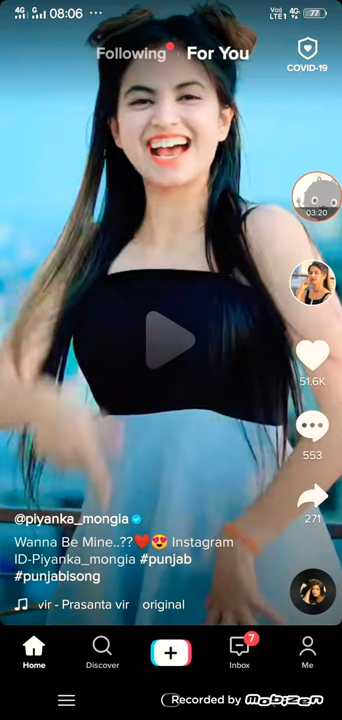 4G G 08:06 ... Vo) LTE1 4G 77
Following For You
COVID-19
03:20
51.6K
553
271
@piyanka_mongia
Wanna Be Mine..??❤️😍 Instagram
ID-Piyanka_mongia #punjab
#punjabisong
vir - Prasanta vir original
7
Home Discover Inbox Me
Recorded by Mobizen